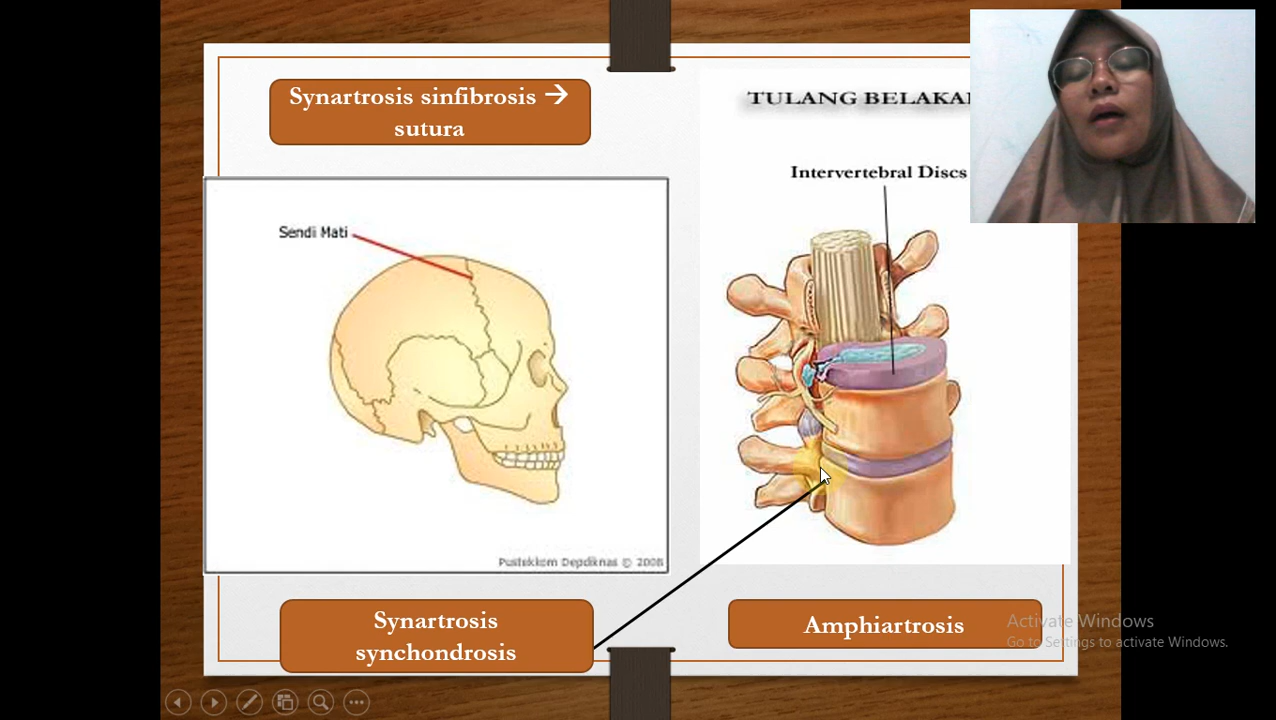 Synartrosis sinfibrosis →
sutura
TULANG BELAKA
Intervertebral Discs
Sendi Mati
Pustekkom Depdiknas © 2008
Synartrosis
synchondrosis
Amphiartrosis
Activate Windows
Go to Settings to activate Windows.